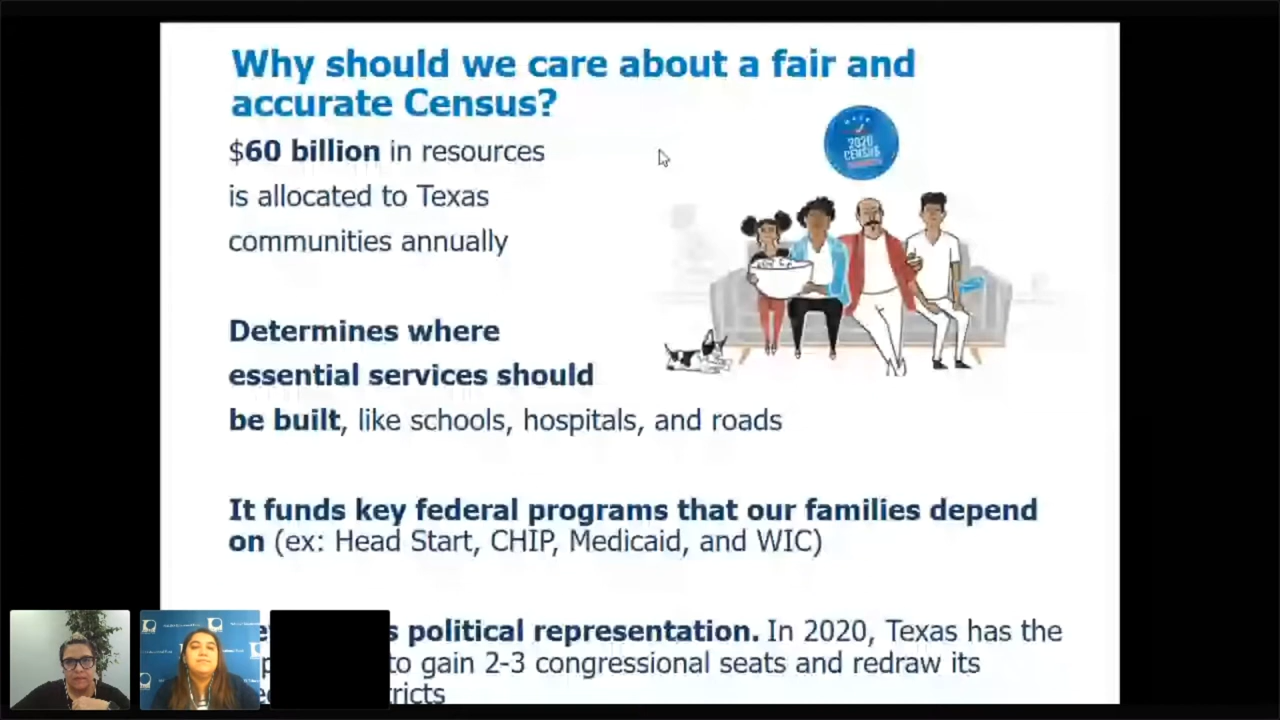 Why should we care about a fair and
accurate Census?
2020
CENSUS
$60 billion in resources
is allocated to Texas
communities annually
Determines where
essential services should
be built, like schools, hospitals, and roads
It funds key federal programs that our families depend
on (ex: Head Start, CHIP, Medicaid, and WIC)
political representation. In 2020, Texas has the
to gain 2-3 congressional seats and redraw its